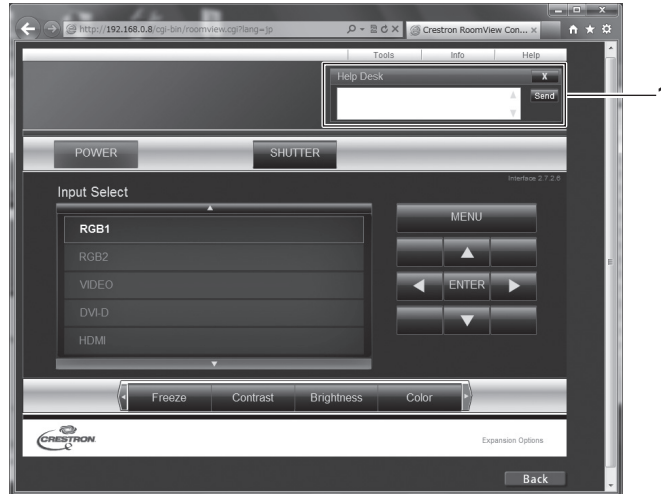 http://192.168.0.8/cgi-bin/roomview.cgi?lang=jp
Crestron RoomView Con... ×
Tools Info Help
Help Desk X
Send
1
POWER SHUTTER
Interface 2.7.2.6
Input Select
RGB1
RGB2
VIDEO
DVI-D
HDMI
MENU
ENTER
Freeze Contrast Brightness Color
CRESTRON
Expansion Options
Back